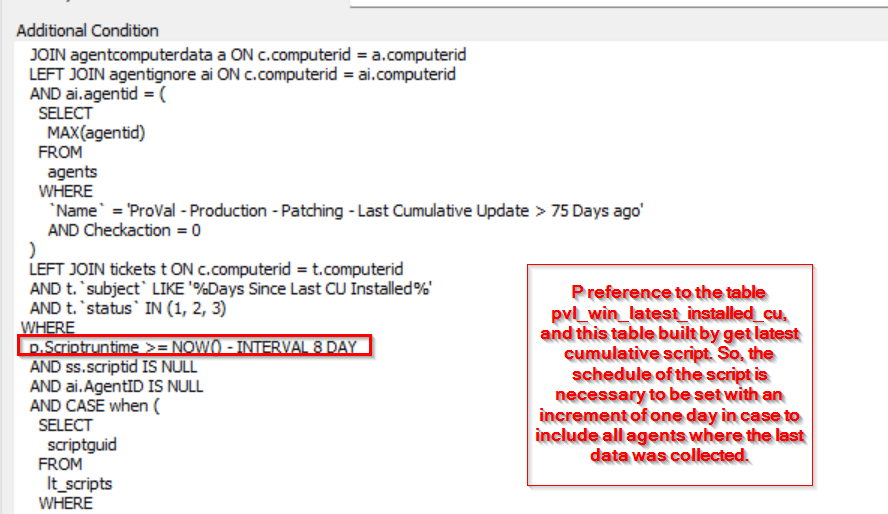 Additional Condition
JOIN agentcomputerdata a ON c.computerid = a.computerid
LEFT JOIN agentignore ai ON c.computerid = ai.computerid
AND ai.agentid = (
SELECT
MAX(agentid)
FROM
agents
WHERE
`Name` = 'ProVal - Production - Patching - Last Cumulative Update > 75 Days ago'
AND Checkaction = 0
)
LEFT JOIN tickets t ON c.computerid = t.computerid
AND t.`subject` LIKE '%Days Since Last CU Installed%'
AND t.`status` IN (1, 2, 3)
WHERE
p.Scriptruntime >= NOW() - INTERVAL 8 DAY
AND ss.scriptid IS NULL
AND ai.AgentID IS NULL
AND CASE when (
SELECT
scriptguid
FROM
lt_scripts
WHERE
P reference to the table
pvl_win_latest_installed_cu,
and this table built by get latest
cumulative script. So, the
schedule of the script is
necessary to be set with an
increment of one day in case to
include all agents where the last
data was collected.